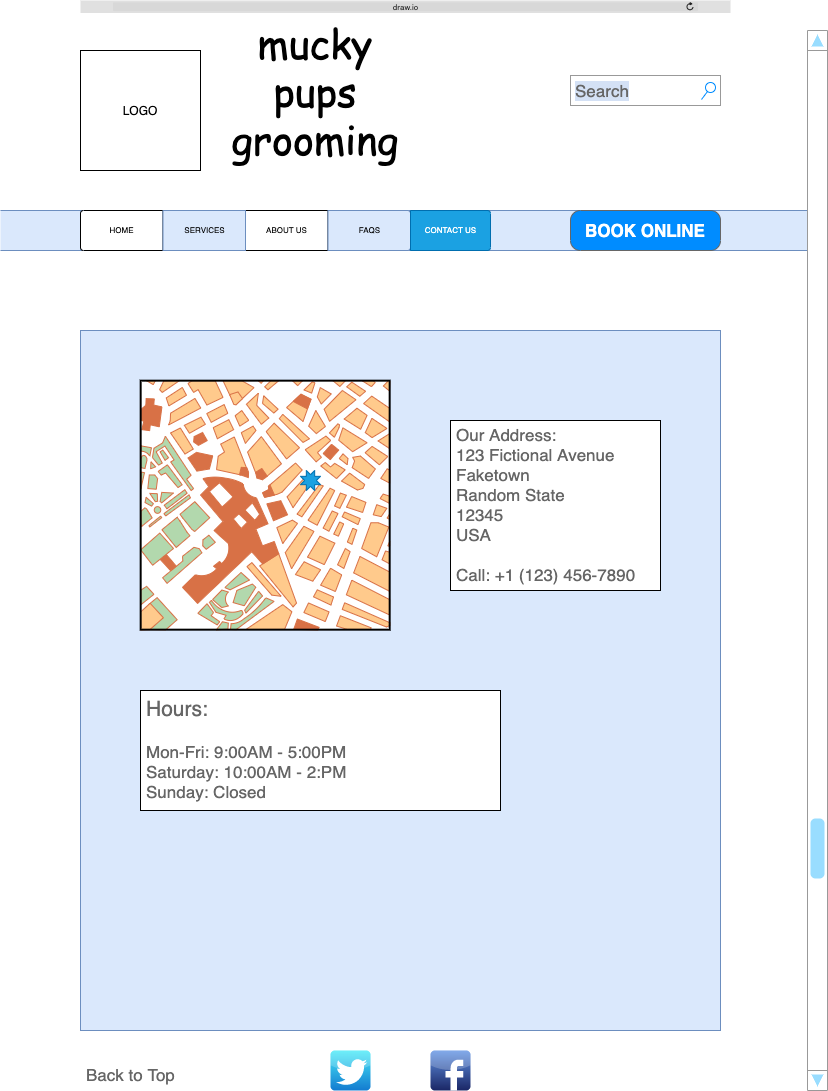 draw.io
LOGO
mucky
pups
grooming
Search
HOME
SERVICES
ABOUT US
FAQS
CONTACT US
BOOK ONLINE
Our Address:
123 Fictional Avenue
Faketown
Random State
12345
USA
Call: +1 (123) 456-7890
Hours:
Mon-Fri: 9:00AM - 5:00PM
Saturday: 10:00AM - 2:PM
Sunday: Closed
Back to Top